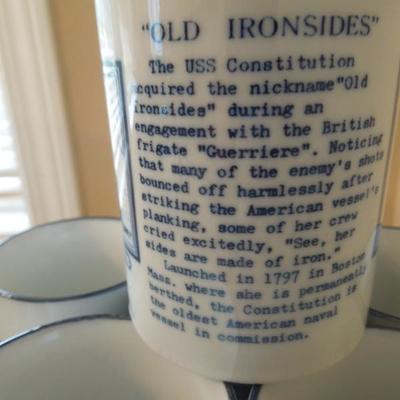 "OLD IRONSIDES"
The USS Constitution
acquired the nickname"Old
Ironsides" during an
engagement with the British
frigate "Guerriere". Noticing
that many of the enemy's shots
bounced off harmlessly after
striking the American vessel's
planking, some of her crew
cried excitedly, "See, her
sides are made of iron."
Launched in 1797 in Boston
Mass. where she is permanently
berthed, the Constitution is
the oldest American naval
vessel in commission.